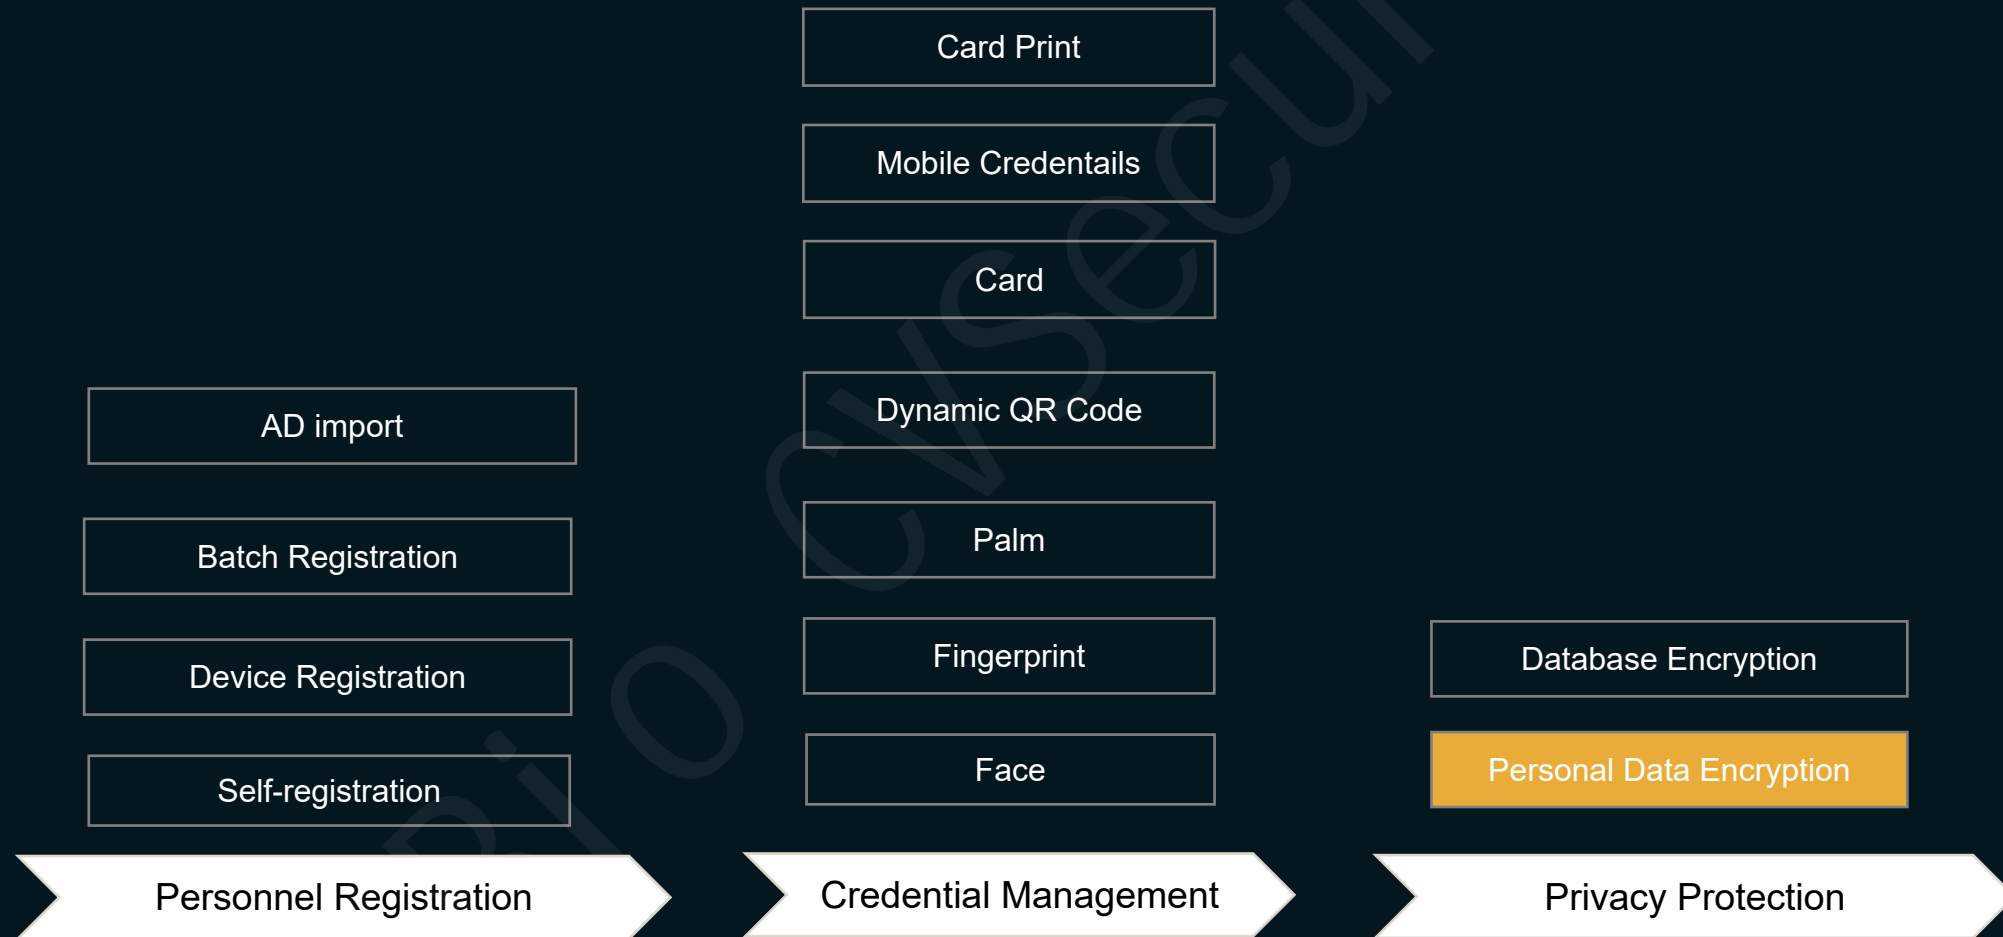 Card Print
Mobile Credentails
Card
Dynamic QR Code
Palm
Fingerprint
Face
AD import
Batch Registration
Device Registration
Self-registration
Database Encryption
Personal Data Encryption
Personnel Registration
Credential Management
Privacy Protection